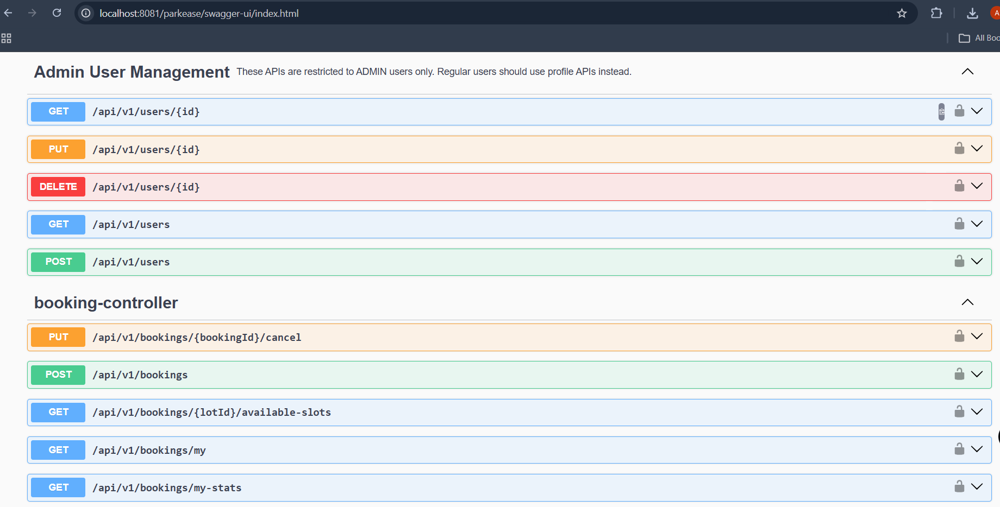 localhost:8081/parkease/swagger-ui/index.html
A
All Boo
Admin User Management These APIs are restricted to ADMIN users only. Regular users should use profile APIs instead.
GET /api/v1/users/{id}
PUT /api/v1/users/{id}
DELETE /api/v1/users/{id}
GET /api/v1/users
POST /api/v1/users
booking-controller
PUT /api/v1/bookings/{bookingId}/cancel
POST /api/v1/bookings
GET /api/v1/bookings/{lotId}/available-slots
GET /api/v1/bookings/my
GET /api/v1/bookings/my-stats